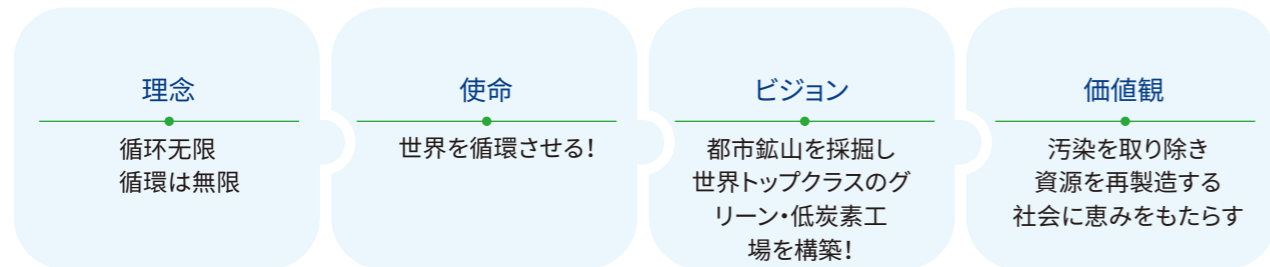 理念
循环无限
循環は無限
使命
世界を循環させる！
ビジョン
都市鉱山を採掘し
世界トップクラスのグ
リーン・低炭素工
場を構築！
価値観
汚染を取り除き
資源を再製造する
社会に恵みをもたらす